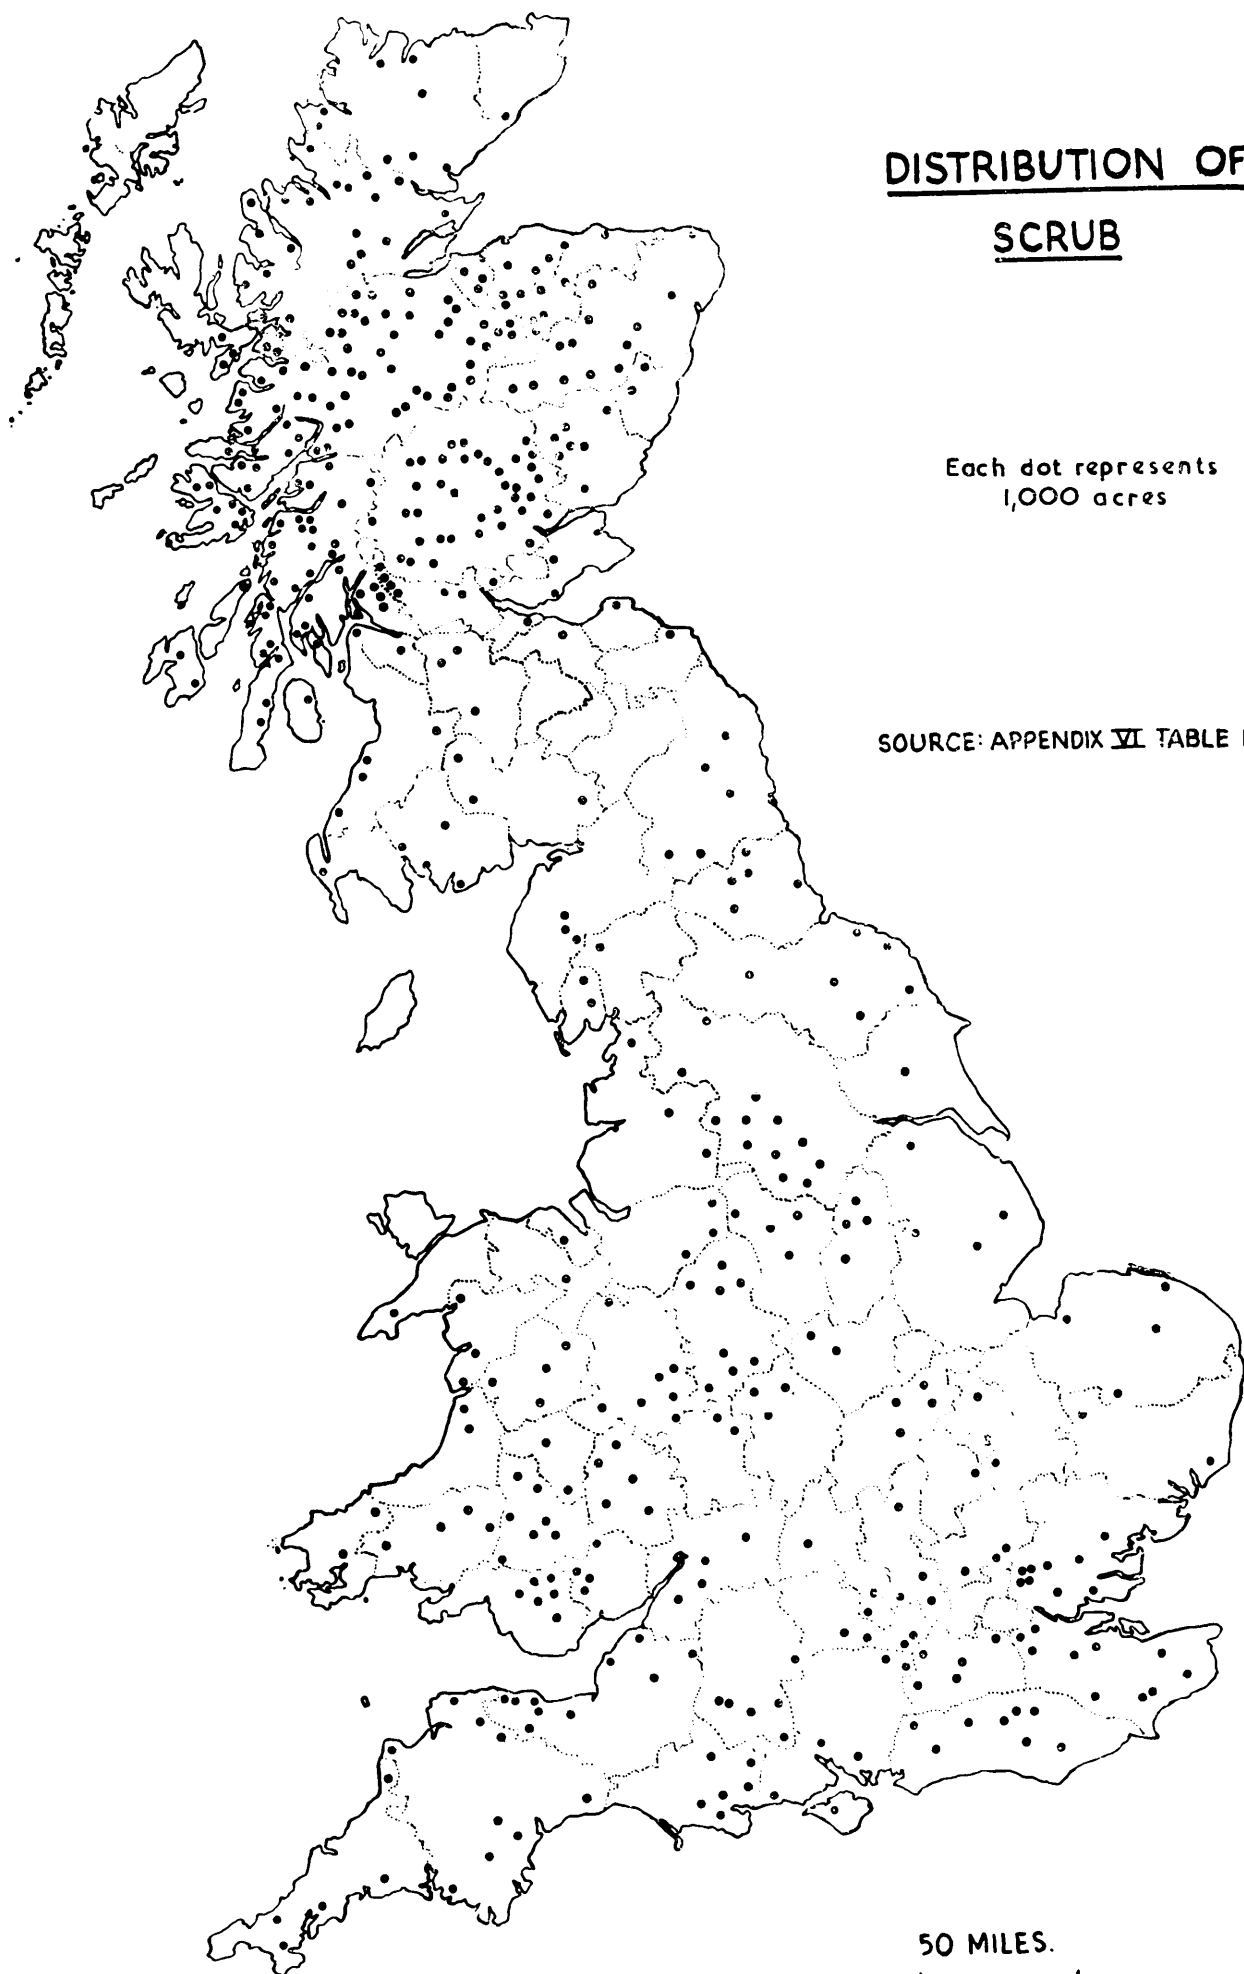 DISTRIBUTION OF
SCRUB
Each dot represents
1,000 acres
SOURCE: APPENDIX VI TABLE
50 MILES.